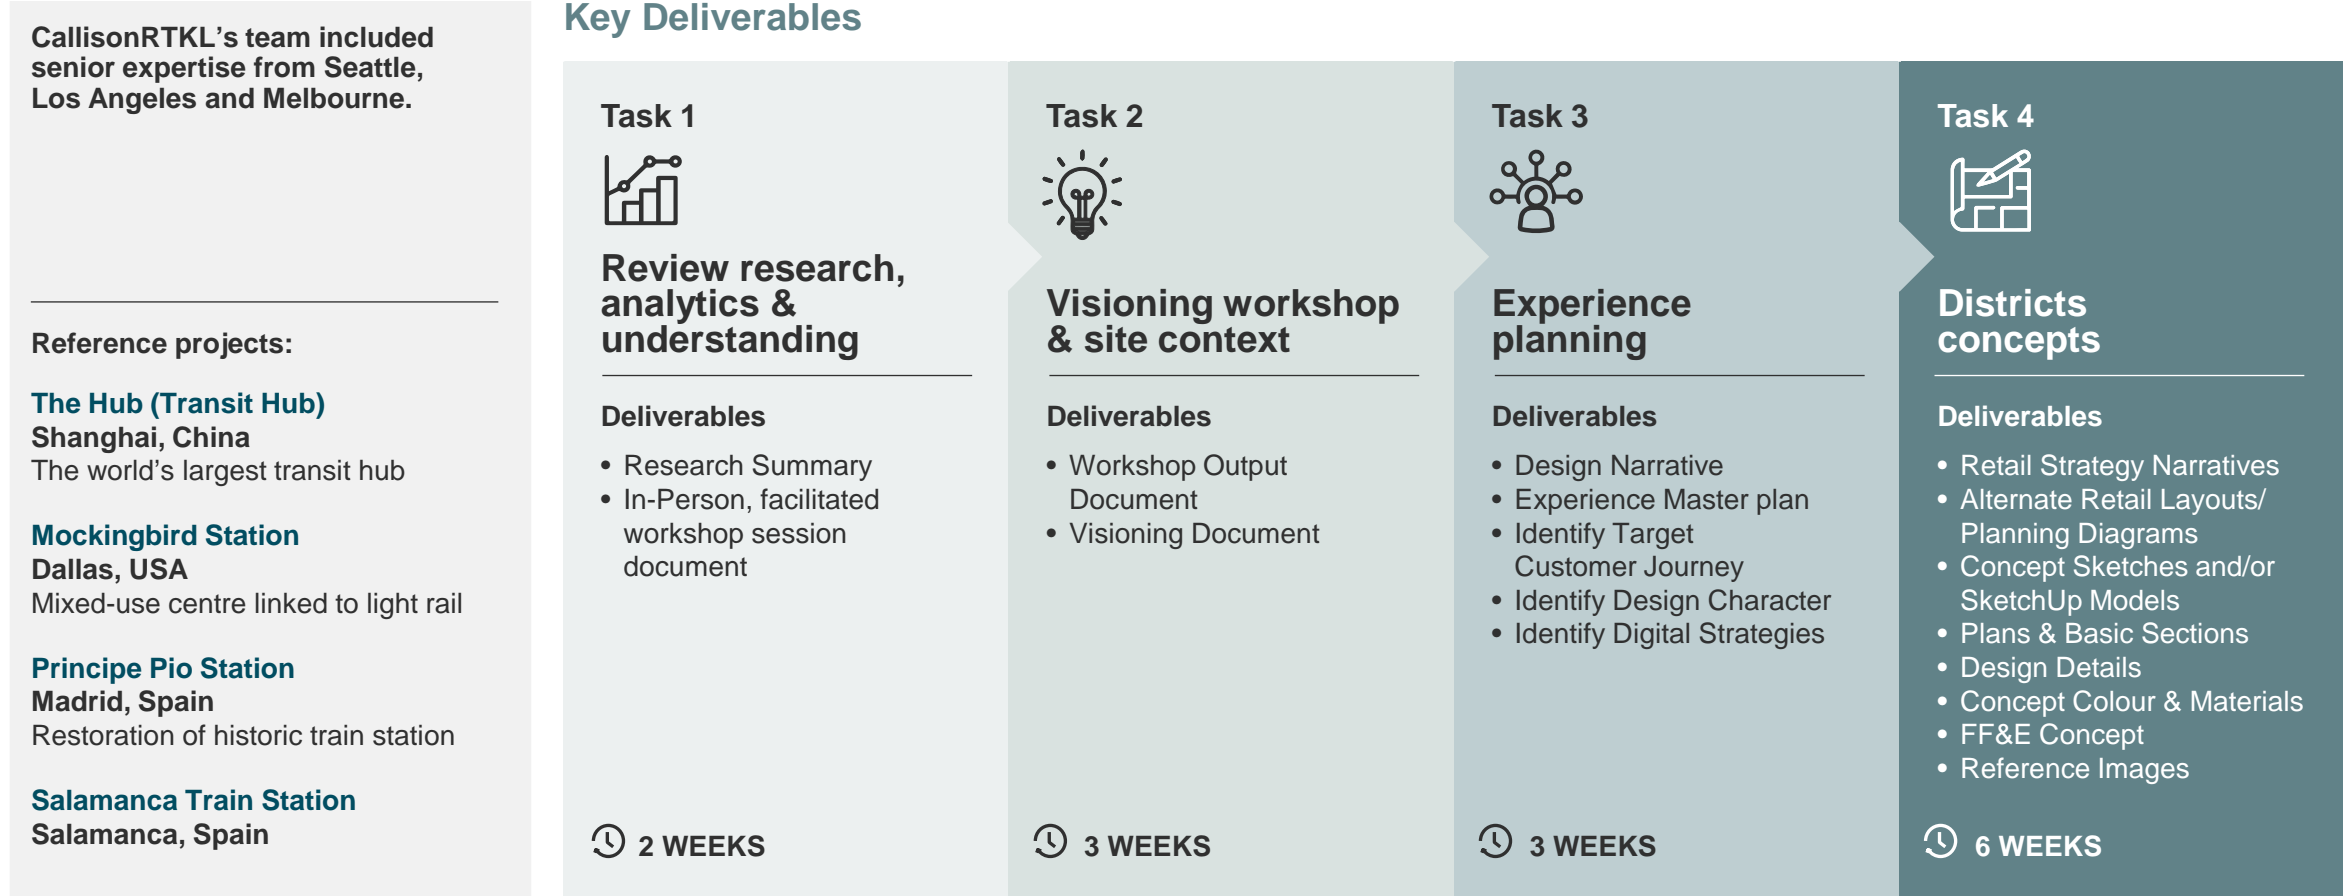 CallisonRTKL’s team included
senior expertise from Seattle,
Los Angeles and Melbourne.
Reference projects:
The Hub (Transit Hub)
Shanghai, China
The world’s largest transit hub
Mockingbird Station
Dallas, USA
Mixed-use centre linked to light rail
Principe Pio Station
Madrid, Spain
Restoration of historic train station
Salamanca Train Station
Salamanca, Spain
Key Deliverables
Task 1
Review research,
analytics &
understanding
Deliverables
• Research Summary
• In-Person, facilitated
workshop session
document
2 WEEKS
Task 2
Visioning workshop
& site context
Deliverables
• Workshop Output
Document
• Visioning Document
3 WEEKS
Task 3
Experience
planning
Deliverables
• Design Narrative
• Experience Master plan
• Identify Target
Customer Journey
• Identify Design Character
• Identify Digital Strategies
3 WEEKS
Task 4
Districts
concepts
Deliverables
• Retail Strategy Narratives
• Alternate Retail Layouts/
Planning Diagrams
• Concept Sketches and/or
SketchUp Models
• Plans & Basic Sections
• Design Details
• Concept Colour & Materials
• FF&E Concept
• Reference Images
6 WEEKS